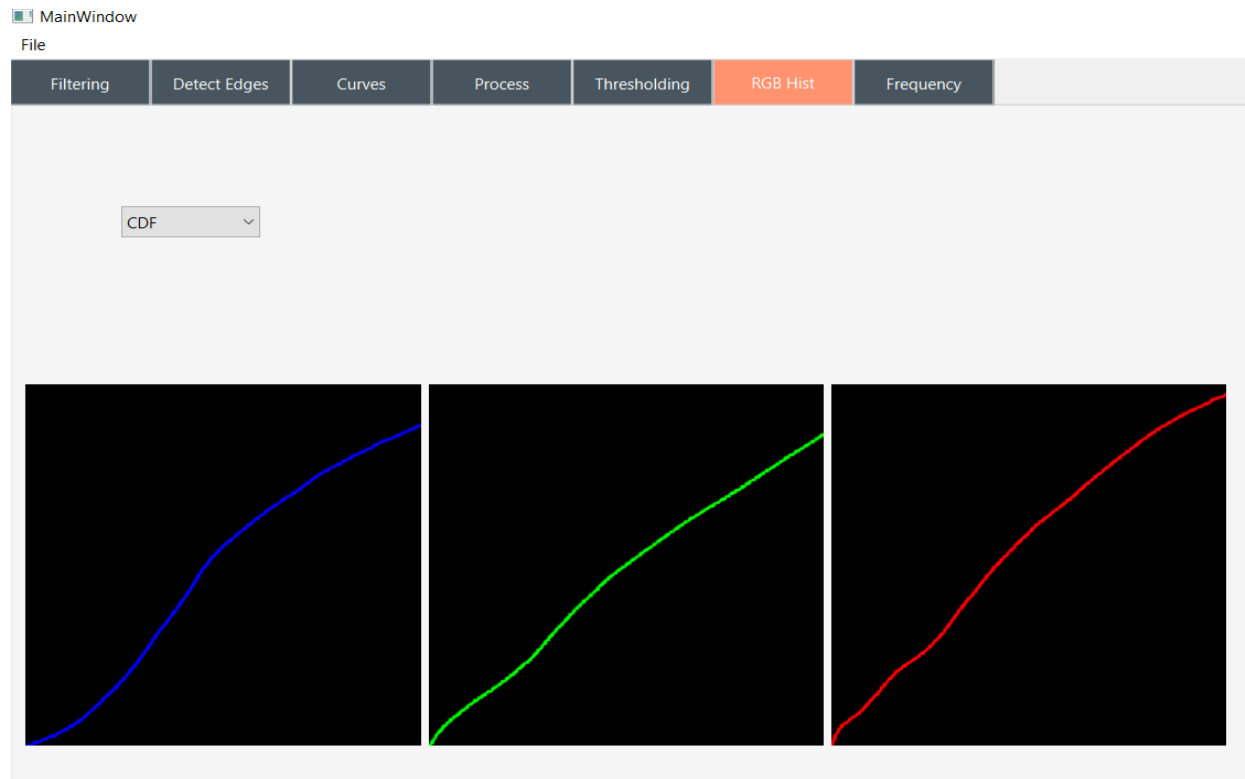 MainWindow
File
Filtering Detect Edges Curves Process Thresholding RGB Hist Frequency
CDF